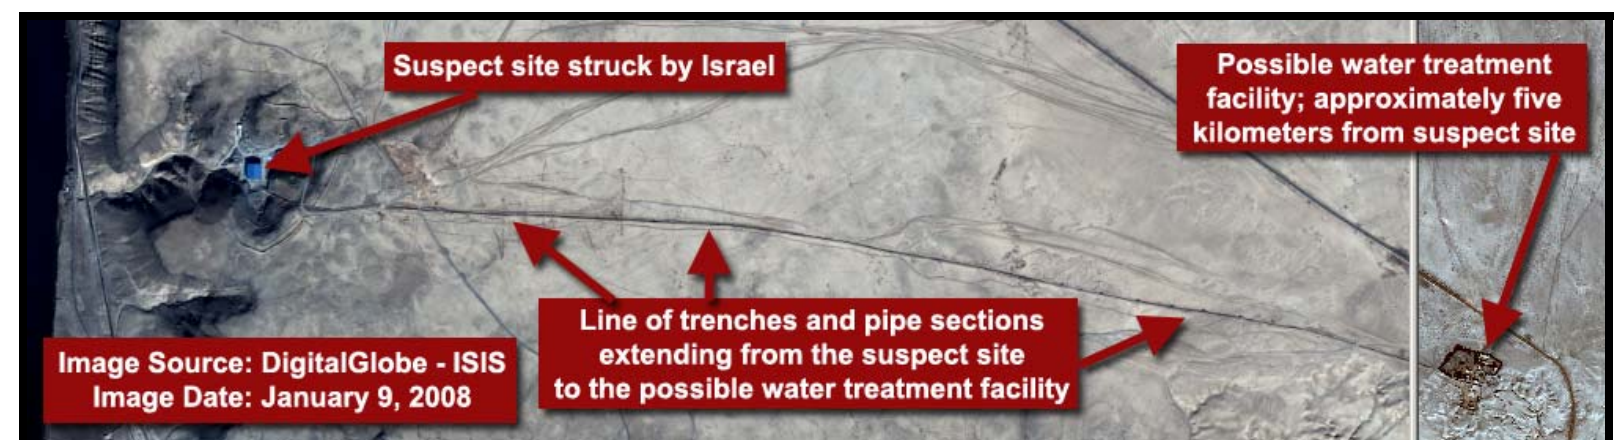 Suspect site struck by Israel
Possible water treatment
facility; approximately five
kilometers from suspect site
Line of trenches and pipe sections
extending from the suspect site
to the possible water treatment facility
Image Source: DigitalGlobe - ISIS
Image Date: January 9, 2008